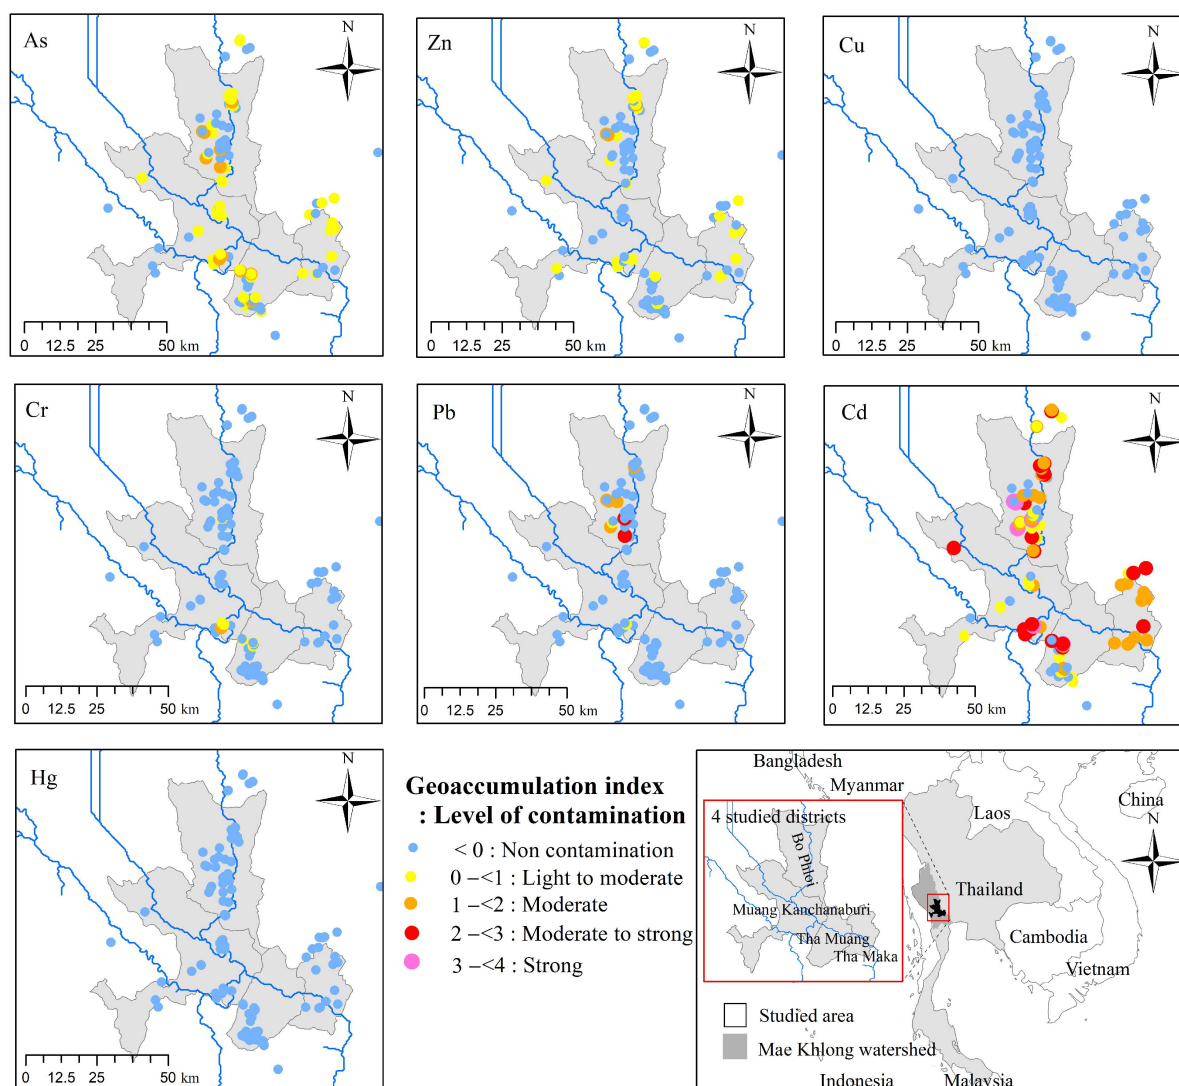 As
N
0 12.5 25 50 km
Zn
N
0 12.5 25 50 km
Cu
N
0 12.5 25 50 km
Cr
N
0 12.5 25 50 km
Pb
N
0 12.5 25 50 km
Cd
N
0 12.5 25 50 km
Hg
N
0 12.5 25 50 km
Geoaccumulation index
: Level of contamination
< 0 : Non contamination
0 –<1 : Light to moderate
1 –<2 : Moderate
2 –<3 : Moderate to strong
3 –<4 : Strong
Bangladesh
Myanmar
China
Laos
N
4 studied districts
Bo Phloi
Thailand
Muang Kanchanaburi
Cambodia
Tha Muang
Tha Maka
Vietnam
Studied area
Mae Khlong watershed
Indonesia
Malaysia